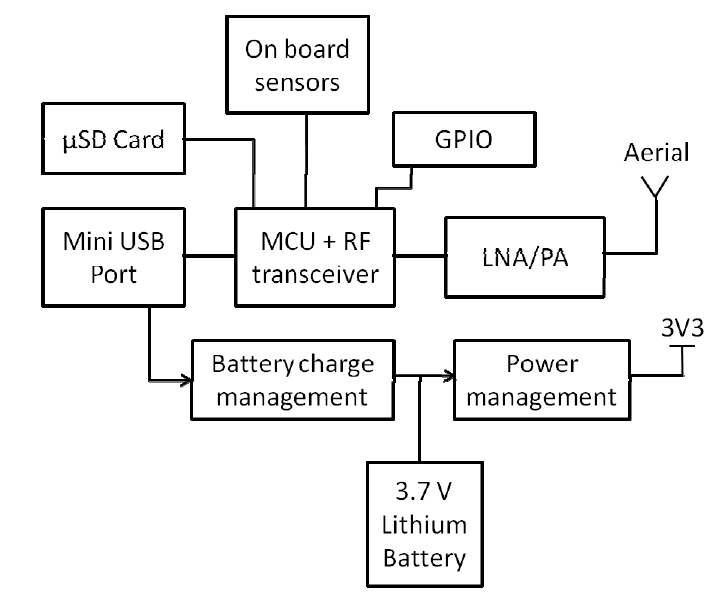 On board
sensors
μSD Card
GPIO
Aerial
Mini USB
Port
MCU + RF
transceiver
LNA/PA
3V3
Battery charge
management
Power
management
3.7 V
Lithium
Battery